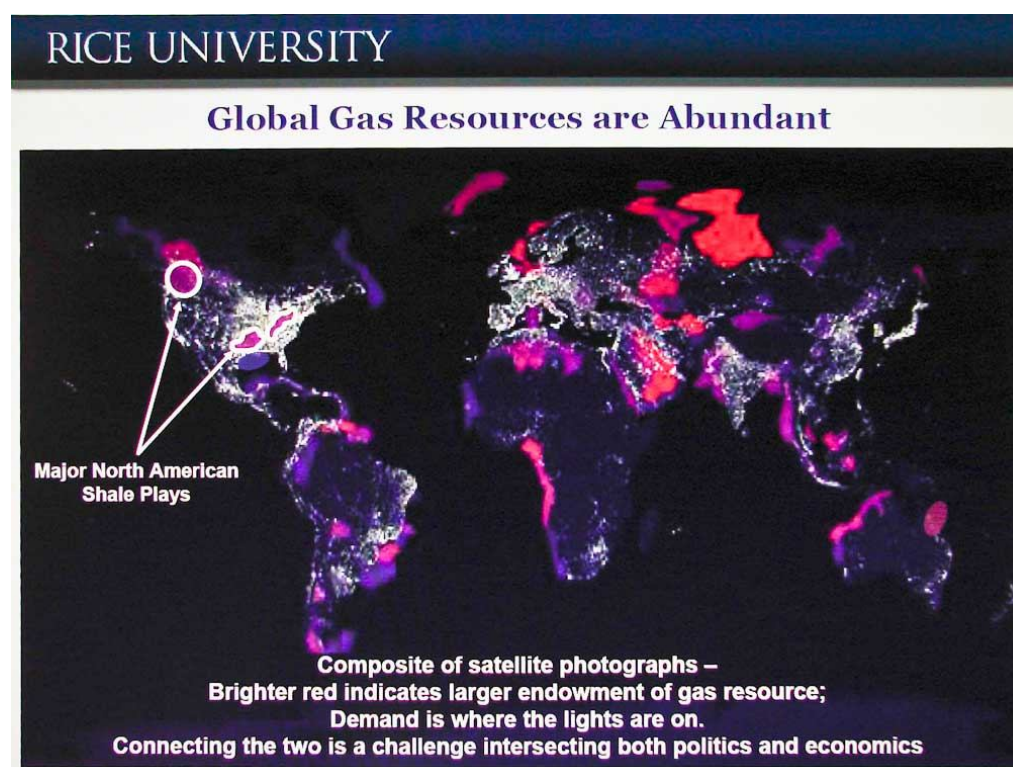 RICE UNIVERSITY
Global Gas Resources are Abundant
Major North American
Shale Plays
Composite of satellite photographs –
Brighter red indicates larger endowment of gas resource;
Demand is where the lights are on.
Connecting the two is a challenge intersecting both politics and economics